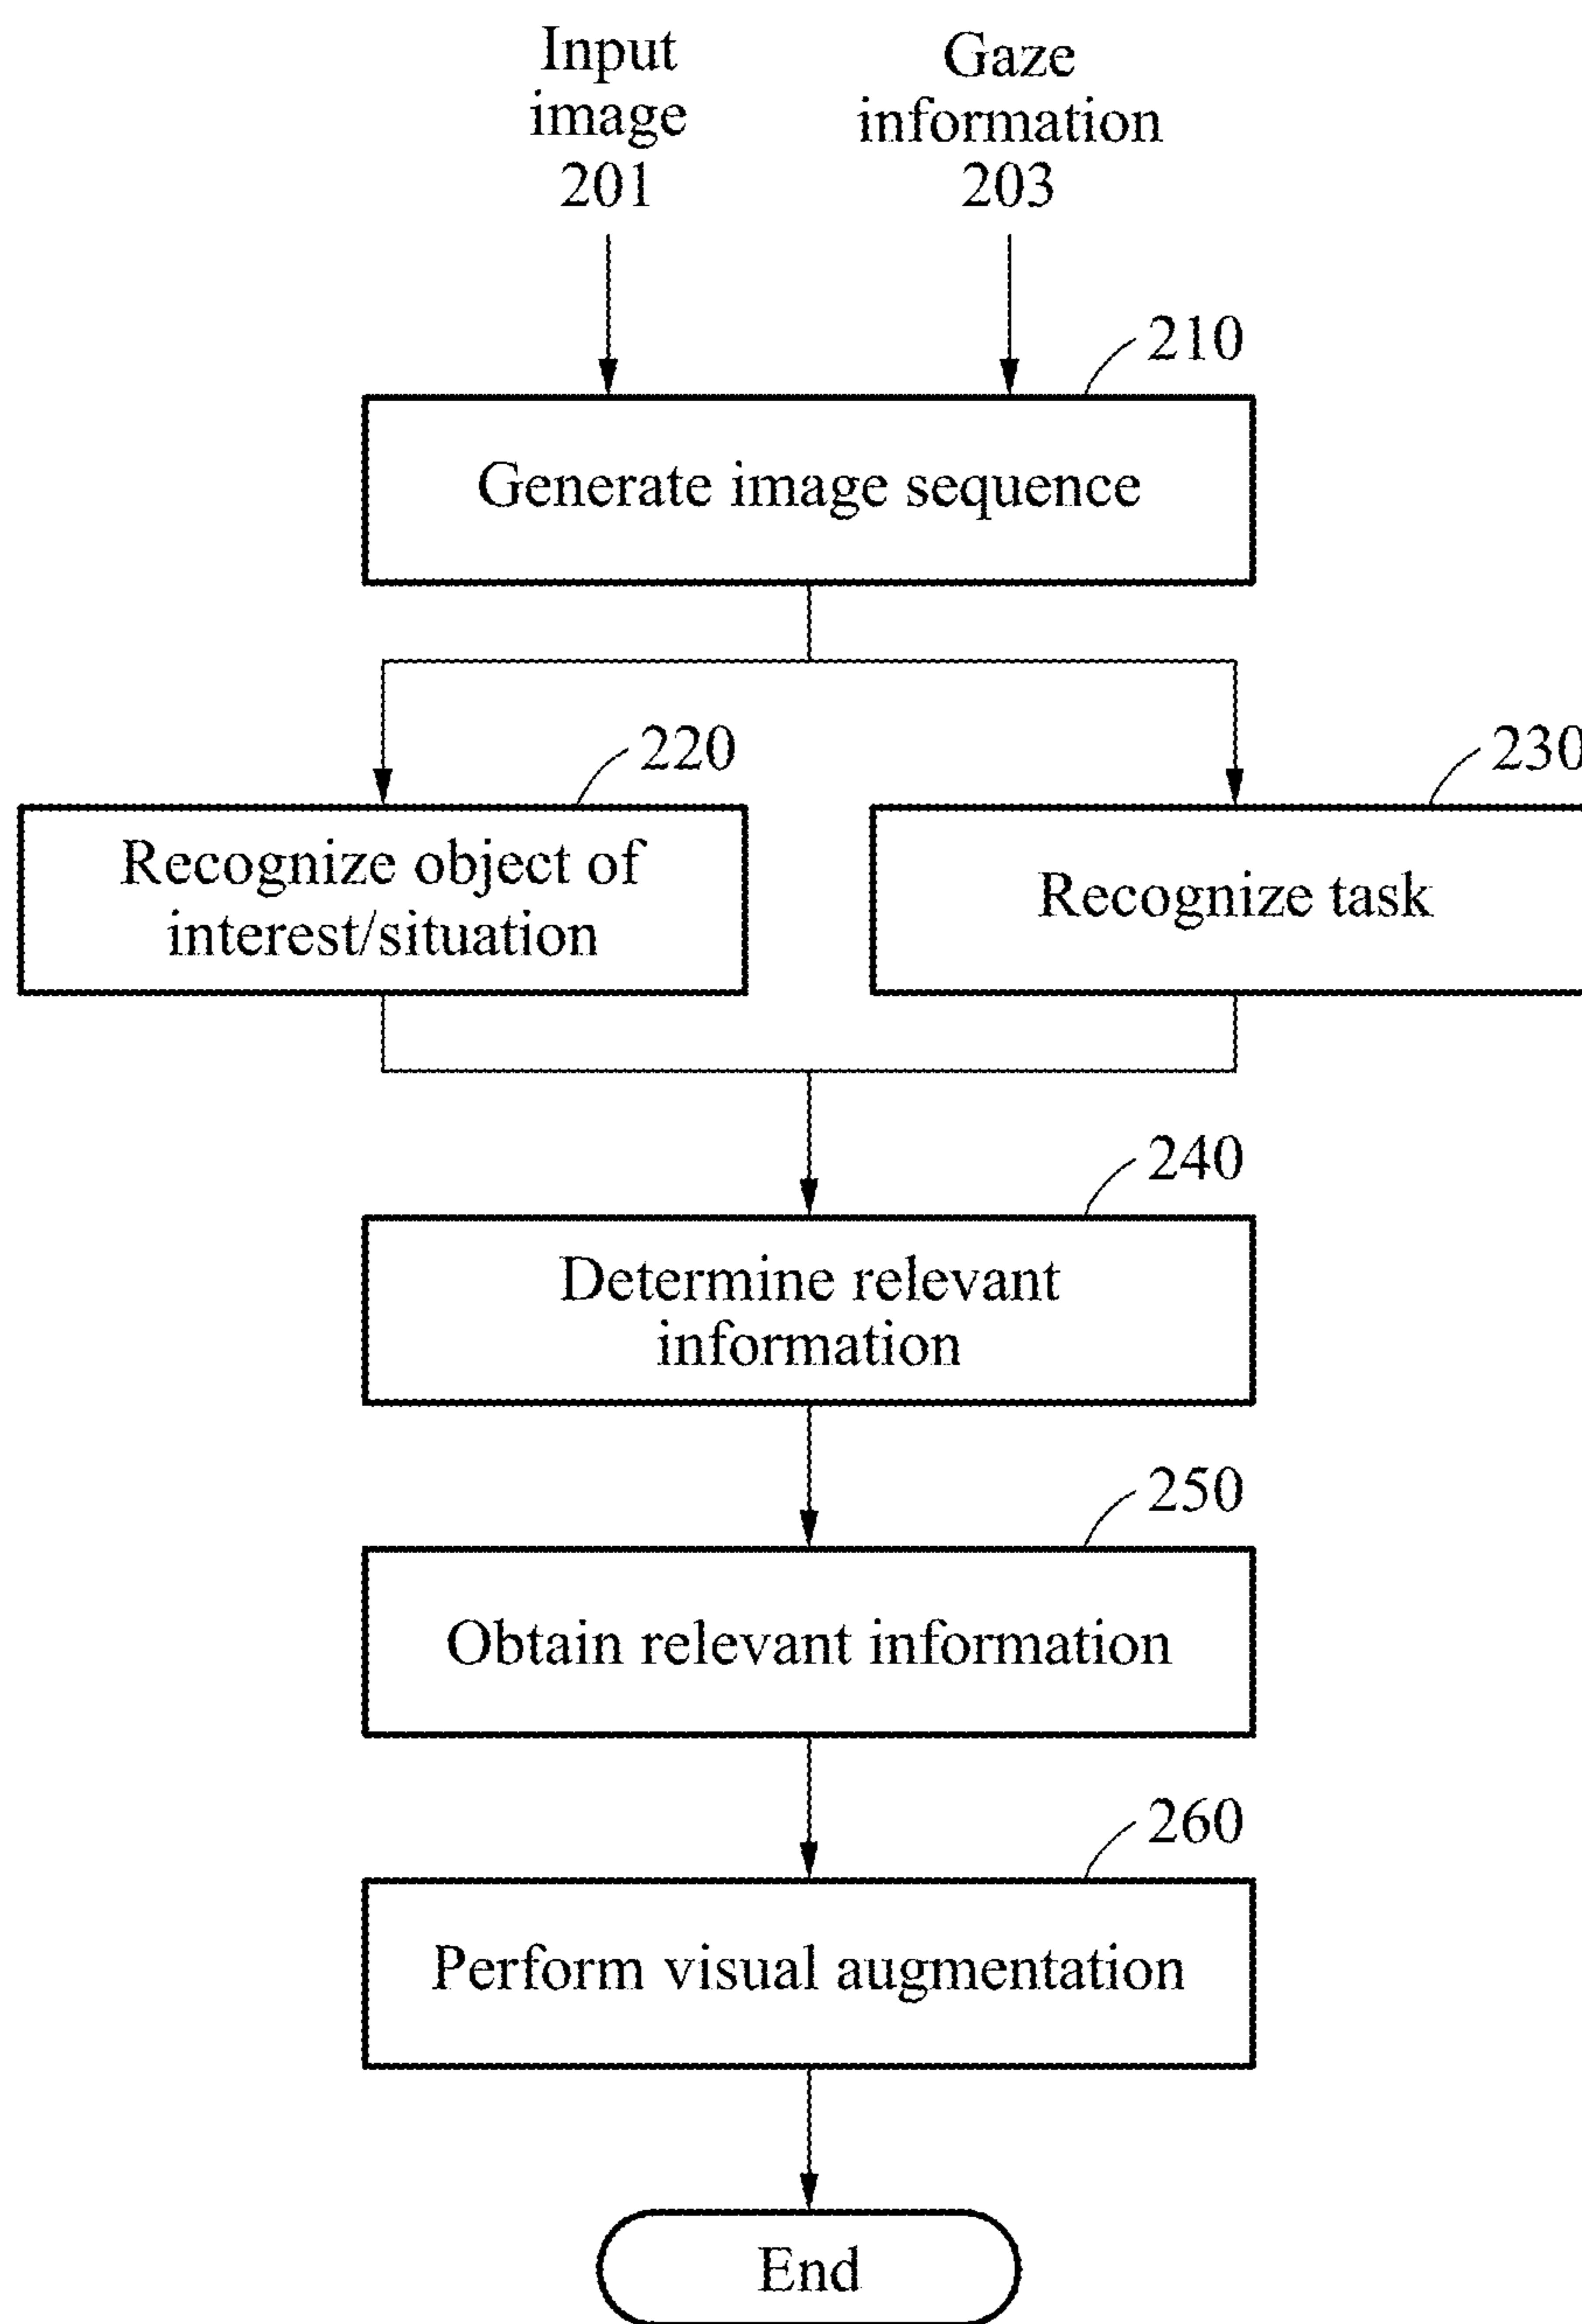 Input
image
201
Gaze
information
203
210
Generate image sequence
220
Recognize object of
interest/situation
230
Recognize task
240
Determine relevant
information
250
Obtain relevant information
260
Perform visual augmentation
End